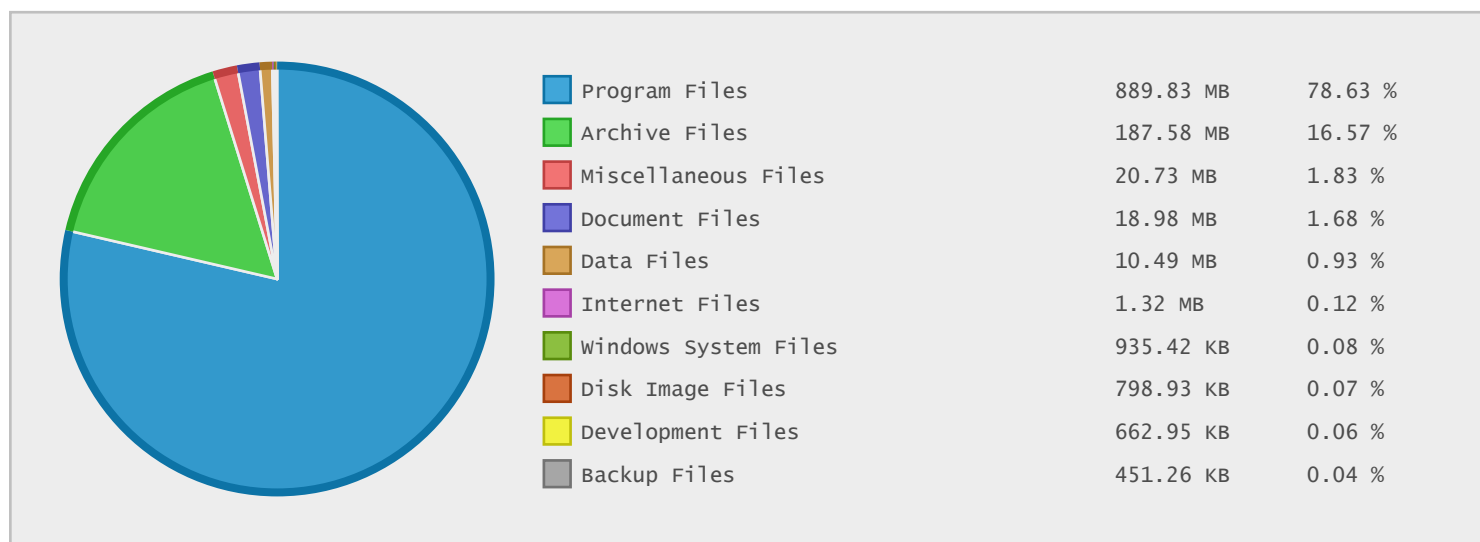 Program Files 889.83 MB 78.63 %
Archive Files 187.58 MB 16.57 %
Miscellaneous Files 20.73 MB 1.83 %
Document Files 18.98 MB 1.68 %
Data Files 10.49 MB 0.93 %
Internet Files 1.32 MB 0.12 %
Windows System Files 935.42 KB 0.08 %
Disk Image Files 798.93 KB 0.07 %
Development Files 662.95 KB 0.06 %
Backup Files 451.26 KB 0.04 %